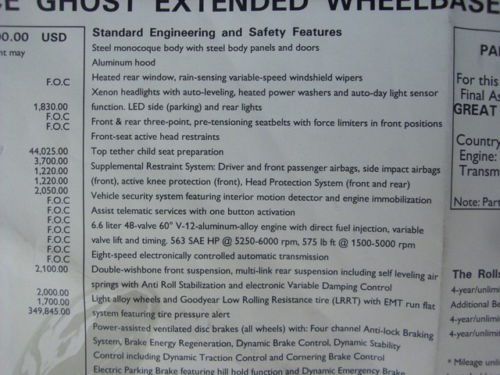 CE GHOST EXTENDED WHEELBASE
00.00 USD
nt may
F.O.C
1,830.00
F.O.C
F.O.C
44,025.00
3,700.00
1,220.00
1,220.00
2,050.00
F.O.C
F.O.C
F.O.C
F.O.C
F.O.C
2,100.00
2,000.00
1,700.00
349,845.00
Standard Engineering and Safety Features
Steel monocoque body with steel body panels and doors
Aluminum hood
Heated rear window, rain-sensing variable-speed windshield wipers
Xenon headlights with auto-leveling, heated power washers and auto-day light sensor
function. LED side (parking) and rear lights
Front & rear three-point, pre-tensioning seatbelts with force limiters in front positions
Front-seat active head restraints
Top tether child seat preparation
Supplemental Restraint System: Driver and front passenger airbags, side impact airbags
(front), active knee protection (front), Head Protection System (front and rear)
Vehicle security system featuring interior motion detector and engine immobilization
Assist telematic services with one button activation
6.6 liter 48-valve 60° V-12-aluminum-alloy engine with direct fuel injection, variable
valve lift and timing. 563 SAE HP @ 5250-6000 rpm, 575 lb ft @ 1500-5000 rpm
Eight-speed electronically controlled automatic transmission
Double-wishbone front suspension, multi-link rear suspension including self leveling air
springs with Anti Roll Stabilization and electronic Variable Damping Control
Light alloy wheels and Goodyear Low Rolling Resistance tire (LRRT) with EMT run flat
system featuring tire pressure alert
Power-assisted ventilated disc brakes (all wheels) with: Four channel Anti-lock Braking
System, Brake Energy Regeneration, Dynamic Brake Control, Dynamic Stability
Control including Dynamic Traction Control and Cornering Brake Control
Electric Parking Brake featuring hill hold function and Dynamic Emergency Brake
PA
For this
Final As
GREAT
Country
Engine:
Transm
Note: Part
The Rolls
4-year/unlimi
Additional Be
4-year/unlimi
4-year/unlimi
* Mileage unlim